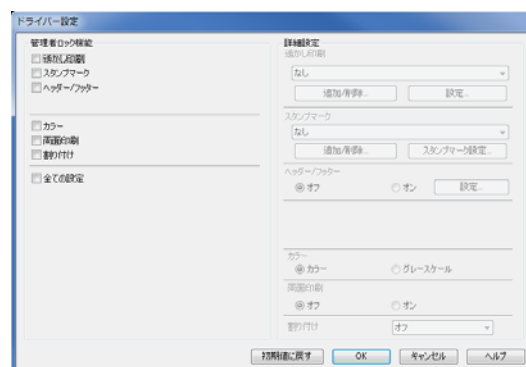 ドライバー設定
管理者ロック機能
透かし印刷
スタンプマーク
ヘッダー/フッター
カラー
両面印刷
割り付け
全ての設定
詳細設定
透かし印刷
なし
追加/削除...
設定...
スタンプマーク
なし
追加/削除...
スタンプマーク設定...
ヘッダー/フッター
オフ
オン
設定...
カラー
カラー
グレースケール
両面印刷
オフ
オン
割り付け
オフ
初期値に戻す
OK
キャンセル
ヘルプ